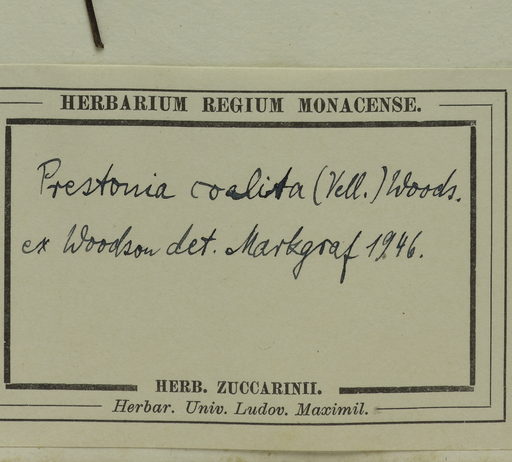 HERBARIUM REGIUM MONACENSE.
Prestonia coalita (Vell.) Woods.
ex Woodson det. Markgraf 1946.
HERB. ZUCCARINII.
Herbar. Univ. Ludov. Maximil.